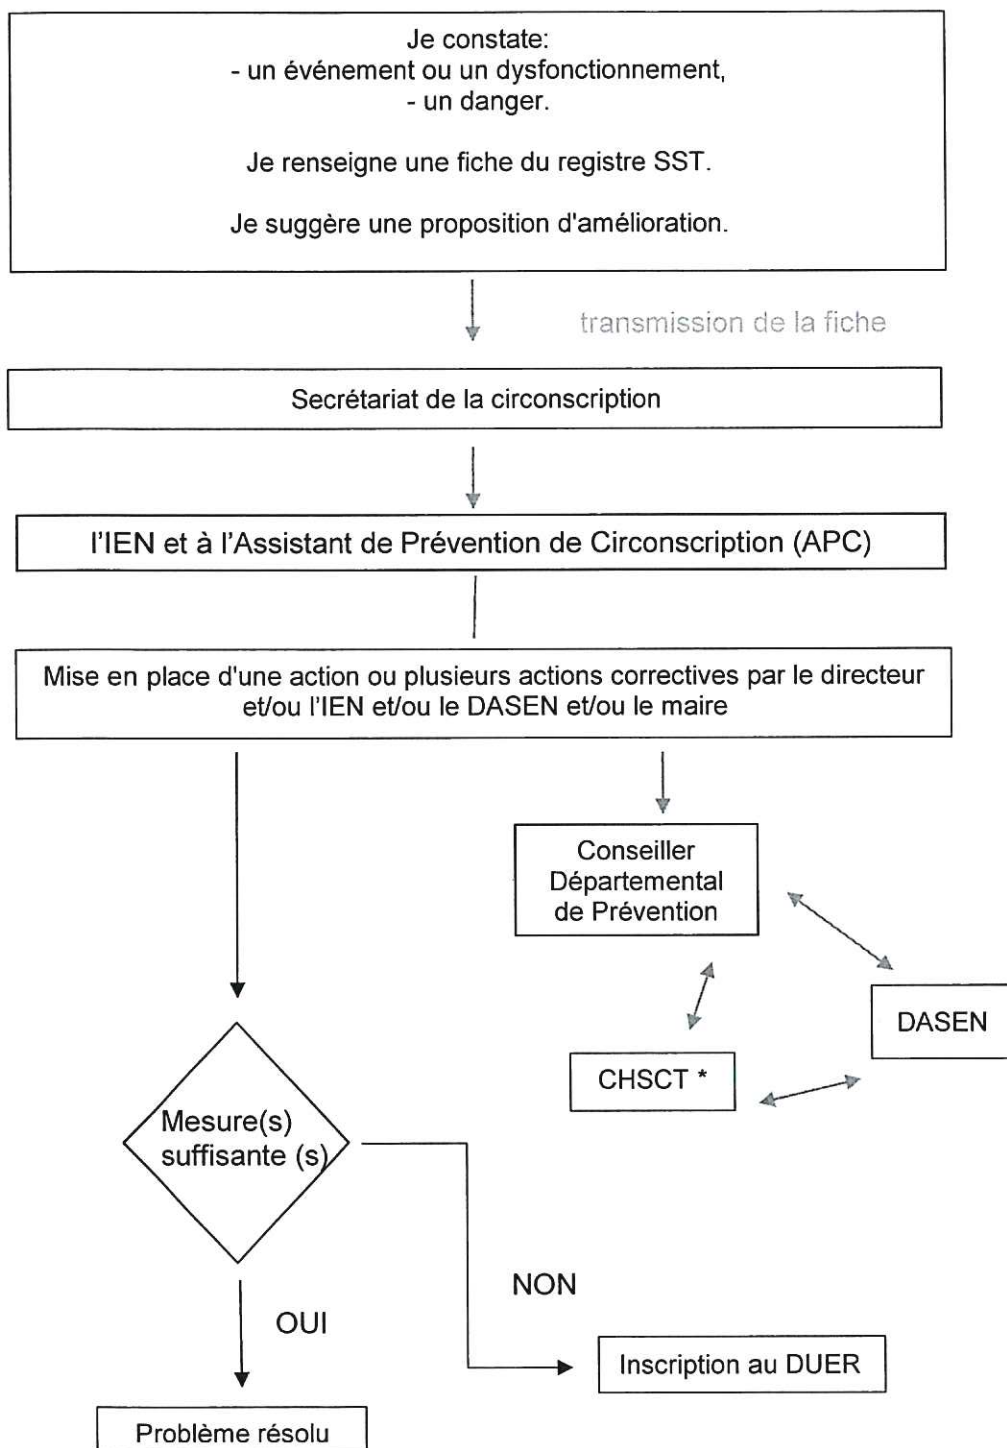 Je constate:
- un événement ou un dysfonctionnement,
- un danger.
Je renseigne une fiche du registre SST.
Je suggère une proposition d'amélioration.
transmission de la fiche
Secrétariat de la circonscription
l'IEN et à l'Assistant de Prévention de Circonscription (APC)
Mise en place d'une action ou plusieurs actions correctives par le directeur
et/ou l'IEN et/ou le DASEN et/ou le maire
Conseiller
Départemental
de Prévention
DASEN
CHSCT *
Mesure(s)
suffisante (s)
NON
OUI
Inscription au DUER
Problème résolu